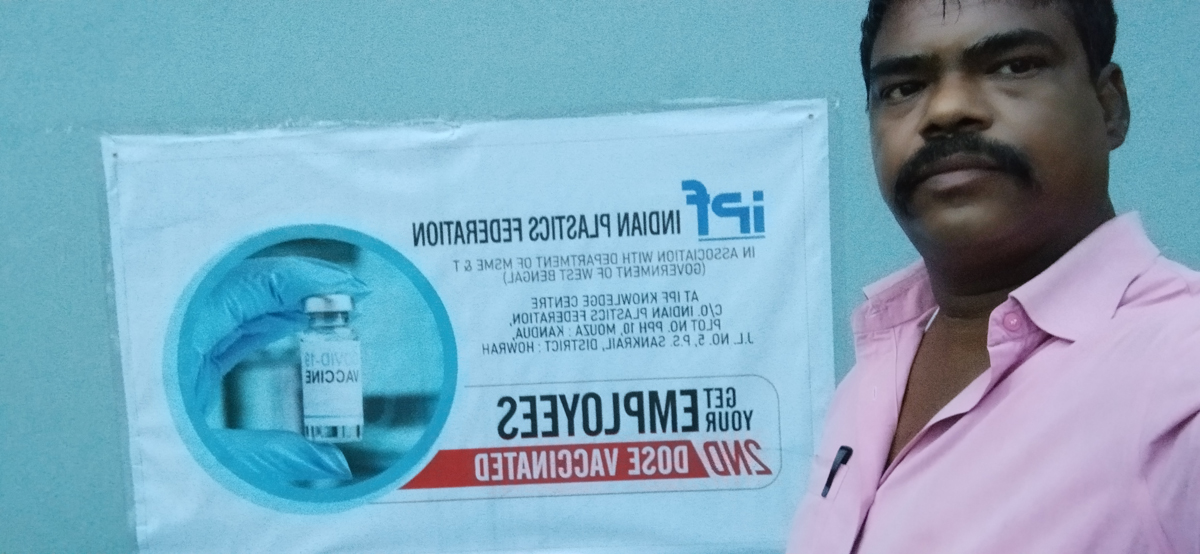 iPf INDIAN PLASTICS FEDERATION
IN ASSOCIATION WITH DEPARTMENT OF MSME & T
(GOVERNMENT OF WEST BENGAL)
AT IPF KNOWLEDGE CENTRE
C/O, INDIAN PLASTICS FEDERATION,
PLOT NO. PPH 10, MOUZA : KANDUA,
J.L. NO. 5, P.S. SANKRAIL, DISTRICT : HOWRAH
GET YOUR EMPLOYEES
2ND DOSE VACCINATED
COVID-19
VACCINE